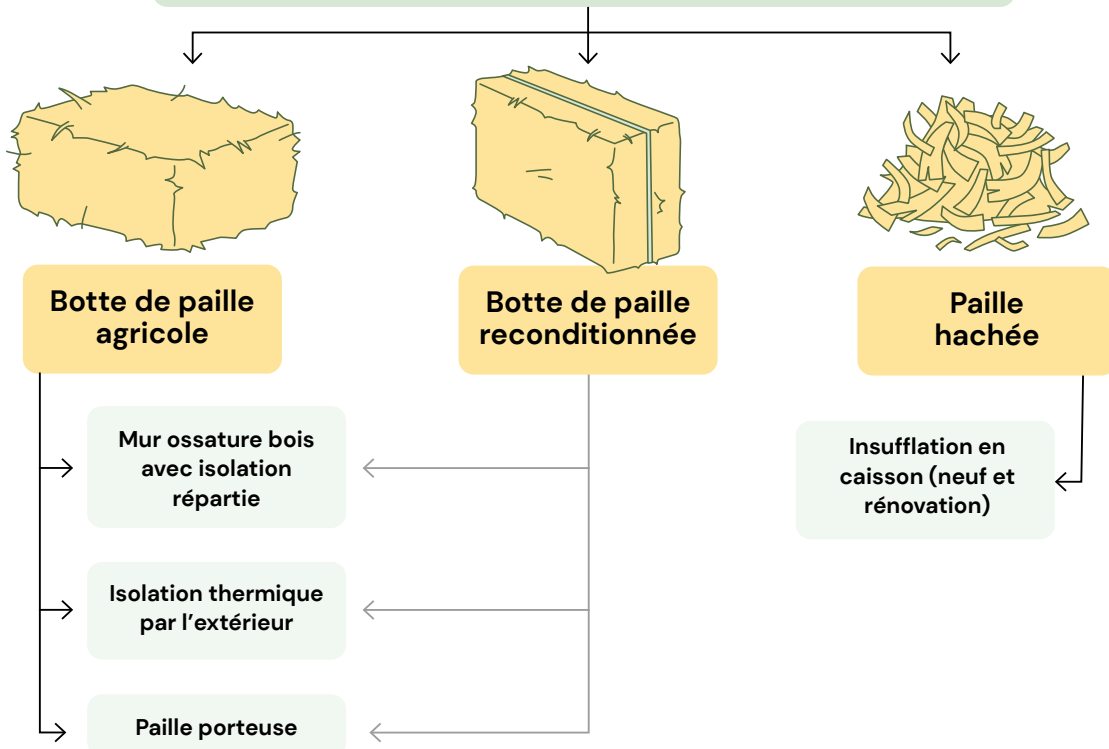 Botte de paille
agricole
Botte de paille
reconditionnée
Paille
hachée
Mur ossature bois
avec isolation
répartie
Insufflation en
caisson (neuf et
rénovation)
Isolation thermique
par l’extérieur
Paille porteuse